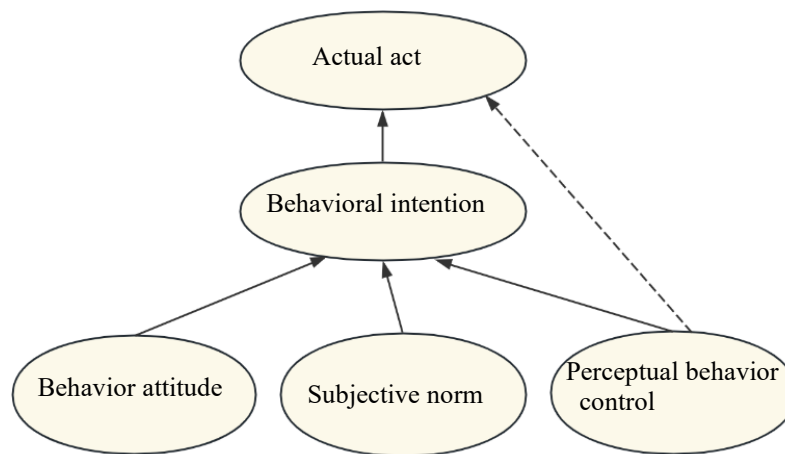 Actual act
Behavioral intention
Behavior attitude
Subjective norm
Perceptual behavior
control